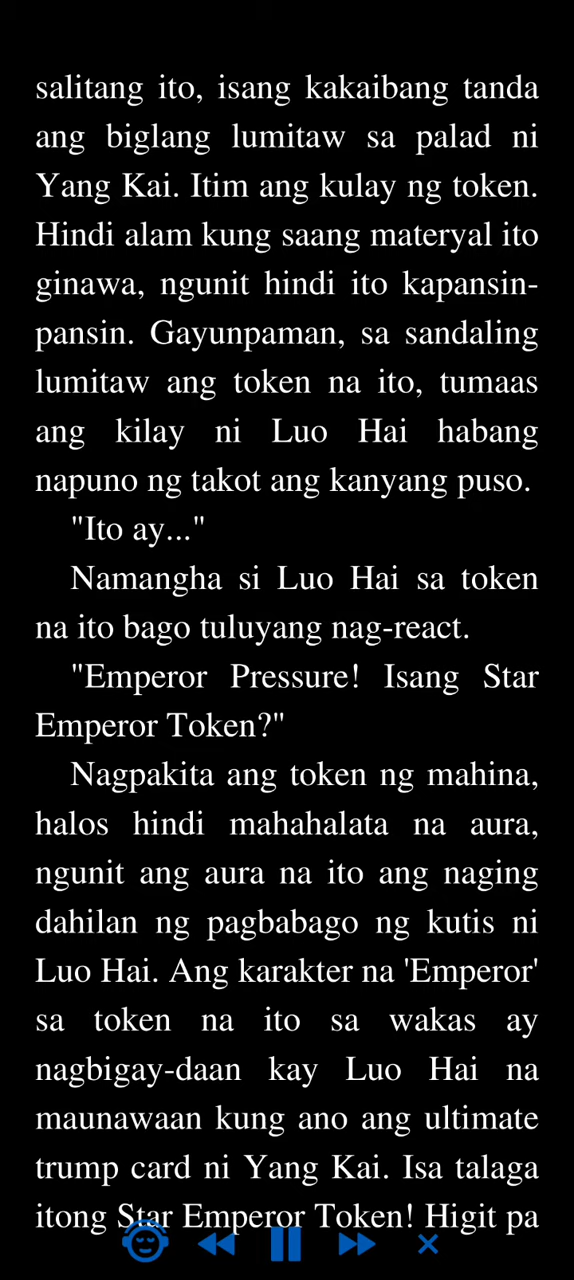 salitang ito, isang kakaibang tanda
ang biglang lumitaw sa palad ni
Yang Kai. Itim ang kulay ng token.
Hindi alam kung saang materyal ito
ginawa, ngunit hindi ito kapansin-
pansin. Gayunpaman, sa sandaling
lumitaw ang token na ito, tumaas
ang kilay ni Luo Hai habang
napuno ng takot ang kanyang puso.
"Ito ay..."
Namangha si Luo Hai sa token
na ito bago tuluyang nag-react.
"Emperor Pressure! Isang Star
Emperor Token?"
Nagpakita ang token ng mahina,
halos hindi mahahalata na aura,
ngunit ang aura na ito ang naging
dahilan ng pagbabago ng kutis ni
Luo Hai. Ang karakter na 'Emperor'
sa token na ito sa wakas ay
nagbigay-daan kay Luo Hai na
maunawaan kung ano ang ultimate
trump card ni Yang Kai. Isa talaga
itong Star Emperor Token! Higit pa